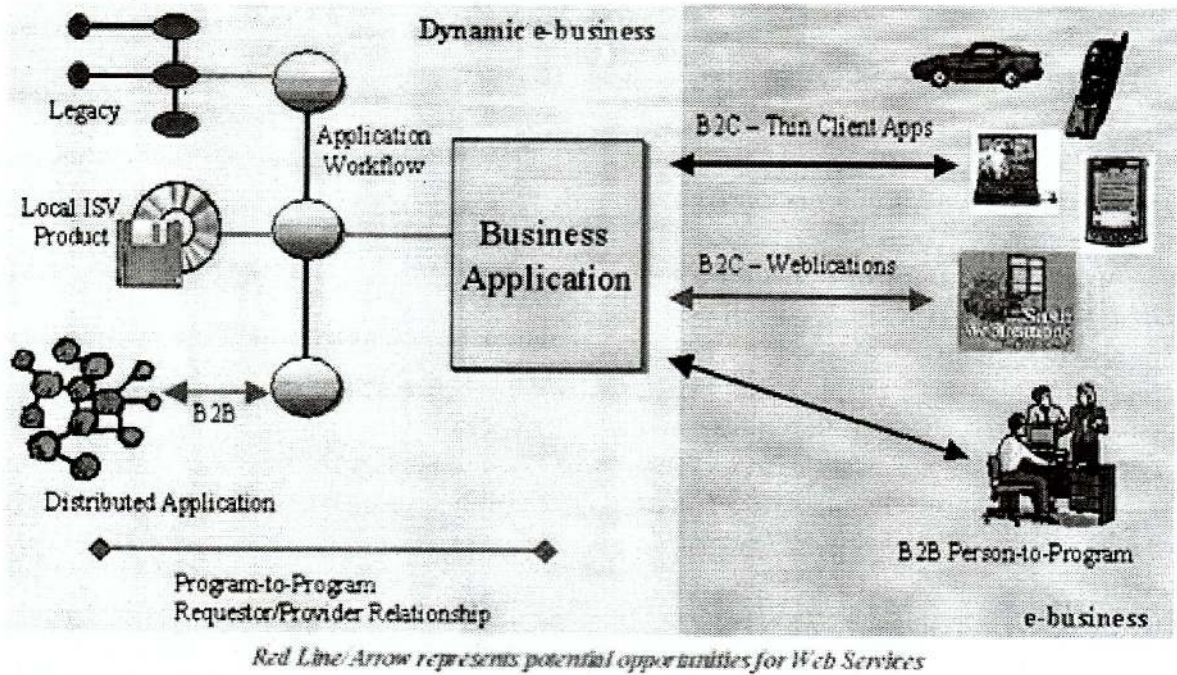 Dynamic e-business
Legacy
Application
Workflow
B2C – Thin Client Apps
Local ISV
Product
Business
Application
B2C – Weblications
B2B
Distributed Application
B2B Person-to-Program
Program-to-Program
Requestor/Provider Relationship
e-business
Red Line/Arrow represents potential opportunities for Web Services